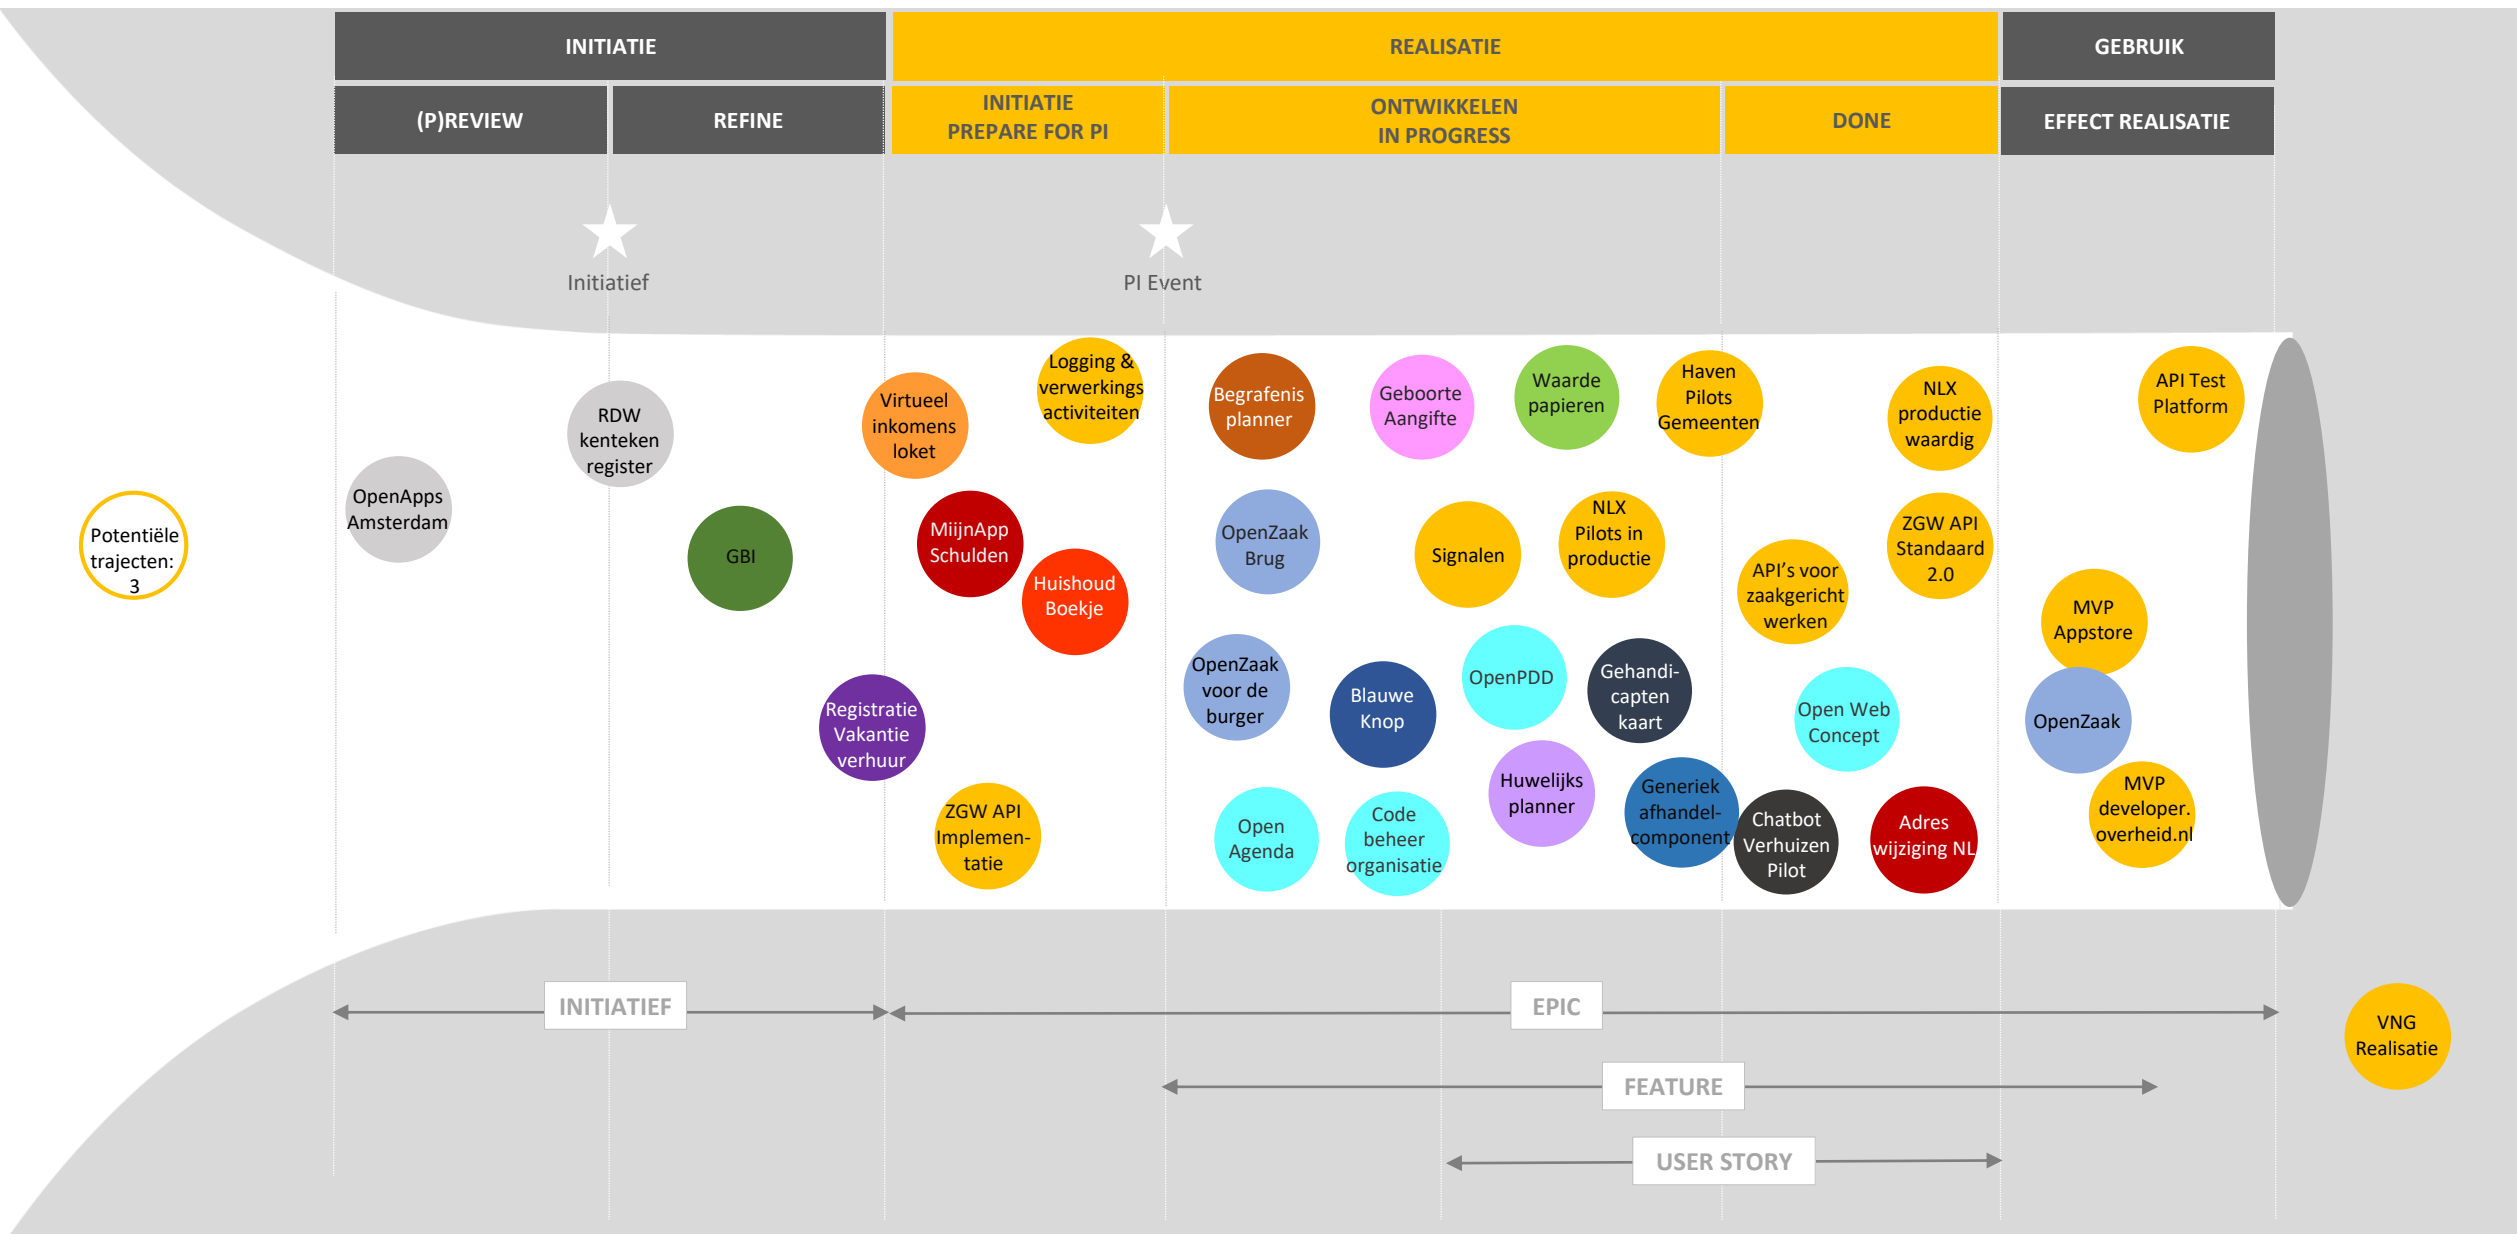 INITIATIE
REALISATIE
GEBRUIK
(P)REVIEW
REFINE
INITIATIE
PREPARE FOR PI
ONTWIKKELEN
IN PROGRESS
DONE
EFFECT REALISATIE
Initiatief
PI Event
Potentiële
trajecten:
3
OpenApps
Amsterdam
RDW
kenteken
register
GBI
Virtueel
inkomens
loket
Logging &
verwerkings
activiteiten
MiijnApp
Schulden
Huishoud
Boekje
Registratie
Vakantie
verhuur
ZGW API
Implemen-
tatie
Begrafenis
planner
Geboorte
Aangifte
Waarde
papieren
Haven
Pilots
Gemeenten
OpenZaak
Brug
Signalen
NLX
Pilots in
productie
OpenZaak
voor de
burger
Blauwe
Knop
OpenPDD
Gehandi-
capten
kaart
Open
Agenda
Code
beheer
organisatie
Huwelijks
planner
Generiek
afhandel-
component
NLX
productie
waardig
ZGW API
Standaard
2.0
API's voor
zaakgericht
werken
Open Web
Concept
Chatbot
Verhuizen
Pilot
Adres
wijziging NL
API Test
Platform
MVP
Appstore
OpenZaak
MVP
developer.
overheid.nl
INITIATIEF
EPIC
FEATURE
USER STORY
VNG
Realisatie